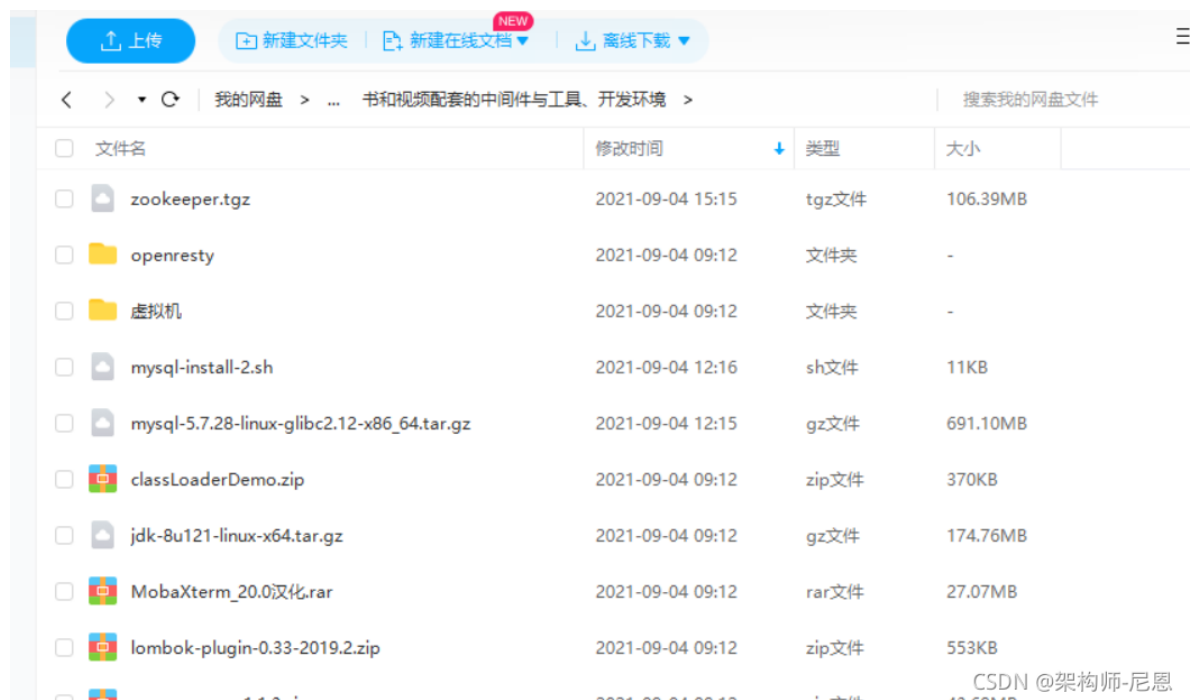 NEW
上传 新建文件夹 新建在线文档 离线下载
我的网盘 > ... 书和视频配套的中间件与工具、开发环境 > 搜索我的网盘文件
文件名 修改时间 类型 大小
zookeeper.tgz 2021-09-04 15:15 tgz文件 106.39MB
openresty 2021-09-04 09:12 文件夹 -
虚拟机 2021-09-04 09:12 文件夹 -
mysql-install-2.sh 2021-09-04 12:16 sh文件 11KB
mysql-5.7.28-linux-glibc2.12-x86_64.tar.gz 2021-09-04 12:15 gz文件 691.10MB
classLoaderDemo.zip 2021-09-04 09:12 zip文件 370KB
jdk-8u121-linux-x64.tar.gz 2021-09-04 09:12 gz文件 174.76MB
MobaXterm_20.0汉化.rar 2021-09-04 09:12 rar文件 27.07MB
lombok-plugin-0.33-2019.2.zip 2021-09-04 09:12 zip文件 553KB
CSDN @架构师-尼恩